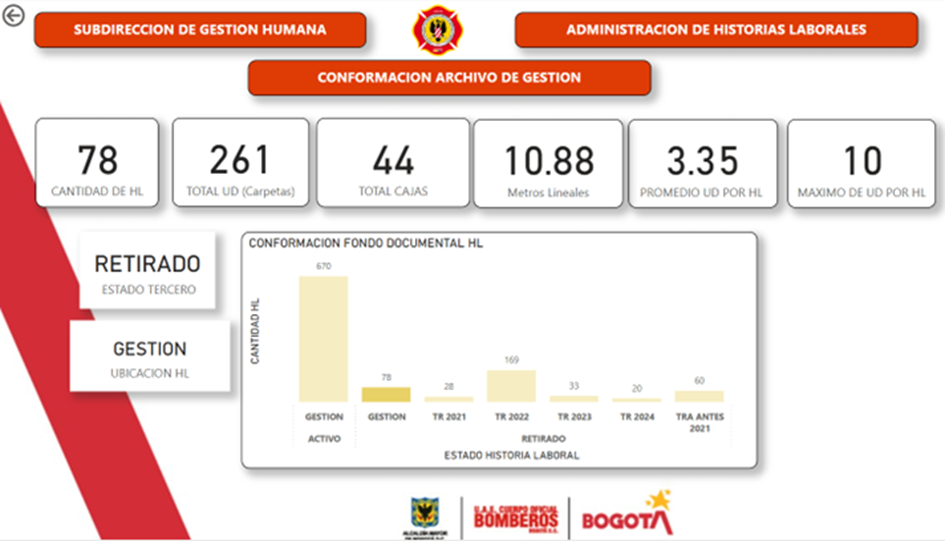 SUBDIRECCION DE GESTION HUMANA
ADMINISTRACION DE HISTORIAS LABORALES
CONFORMACION ARCHIVO DE GESTION
78
CANTIDAD DE HL
261
TOTAL UD (Carpetas)
44
TOTAL CAJAS
10.88
Metros Lineales
3.35
PROMEDIO UD POR HL
10
MAXIMO DE UD POR HL
RETIRADO
ESTADO TERCERO
GESTION
UBICACION HL
CONFORMACION FONDO DOCUMENTAL HL
CANTIDAD HL
670
78
28
169
33
20
60
GESTION
GESTION
TR 2021
TR 2022
TR 2023
TR 2024
TRA ANTES
2021
ACTIVO
RETIRADO
ESTADO HISTORIA LABORAL
ALCALDIA MAYOR
U.A.E. CUERPO OFICIAL
BOMBEROS
BOGOTÁ